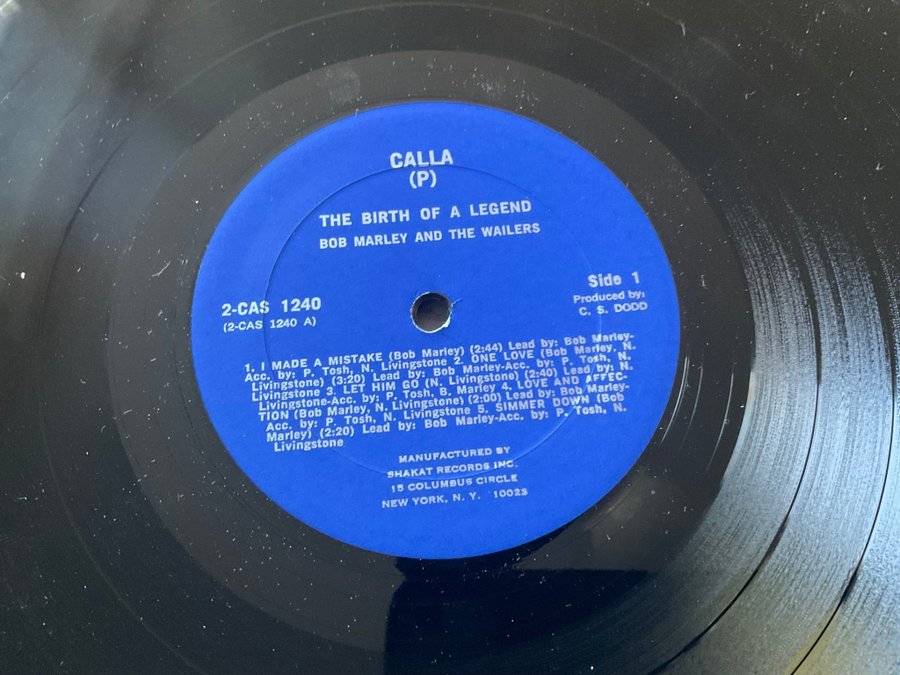 CALLA
(P)
THE BIRTH OF A LEGEND
BOB MARLEY AND THE WAILERS
2-CAS 1240
(2-CAS 1240 A)
Side 1
Produced by:
C. S. DODD
1. I MADE A MISTAKE (Bob Marley) (2:44) Lead by: Bob Marley-
Acc. by: P. Tosh, N. Livingstone 2. ONE LOVE (Bob Marley, N.
Livingstone) (3:20) Lead by: Bob Marley-Acc. by: P. Tosh, N.
Livingstone 3. LET HIM GO (N. Livingstone) (2:40) Lead by: N.
Livingstone-Acc. by: P. Tosh, B. Marley 4. LOVE AND AFFEC-
TION (Bob Marley, N. Livingstone) (2:00) Lead by: Bob Marley-
Acc. by: P. Tosh, N. Livingstone 5. SIMMER DOWN (Bob
Marley) (2:20) Lead by: Bob Marley-Acc. by: P. Tosh, N.
Livingstone
MANUFACTURED BY
SHAKAT RECORDS INC.
15 COLUMBUS CIRCLE
NEW YORK, N. Y. 10023